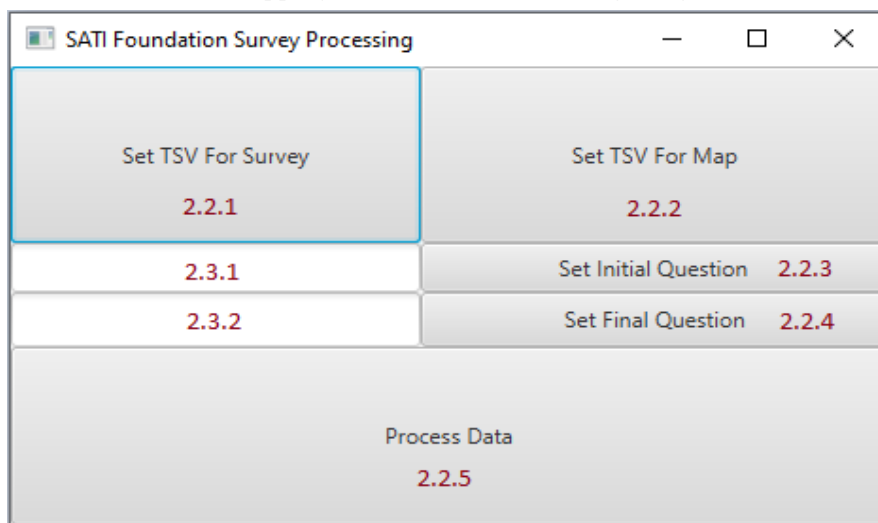 SATI Foundation Survey Processing
Set TSV For Survey
2.2.1
Set TSV For Map
2.2.2
2.3.1
Set Initial Question 2.2.3
2.3.2
Set Final Question 2.2.4
Process Data
2.2.5